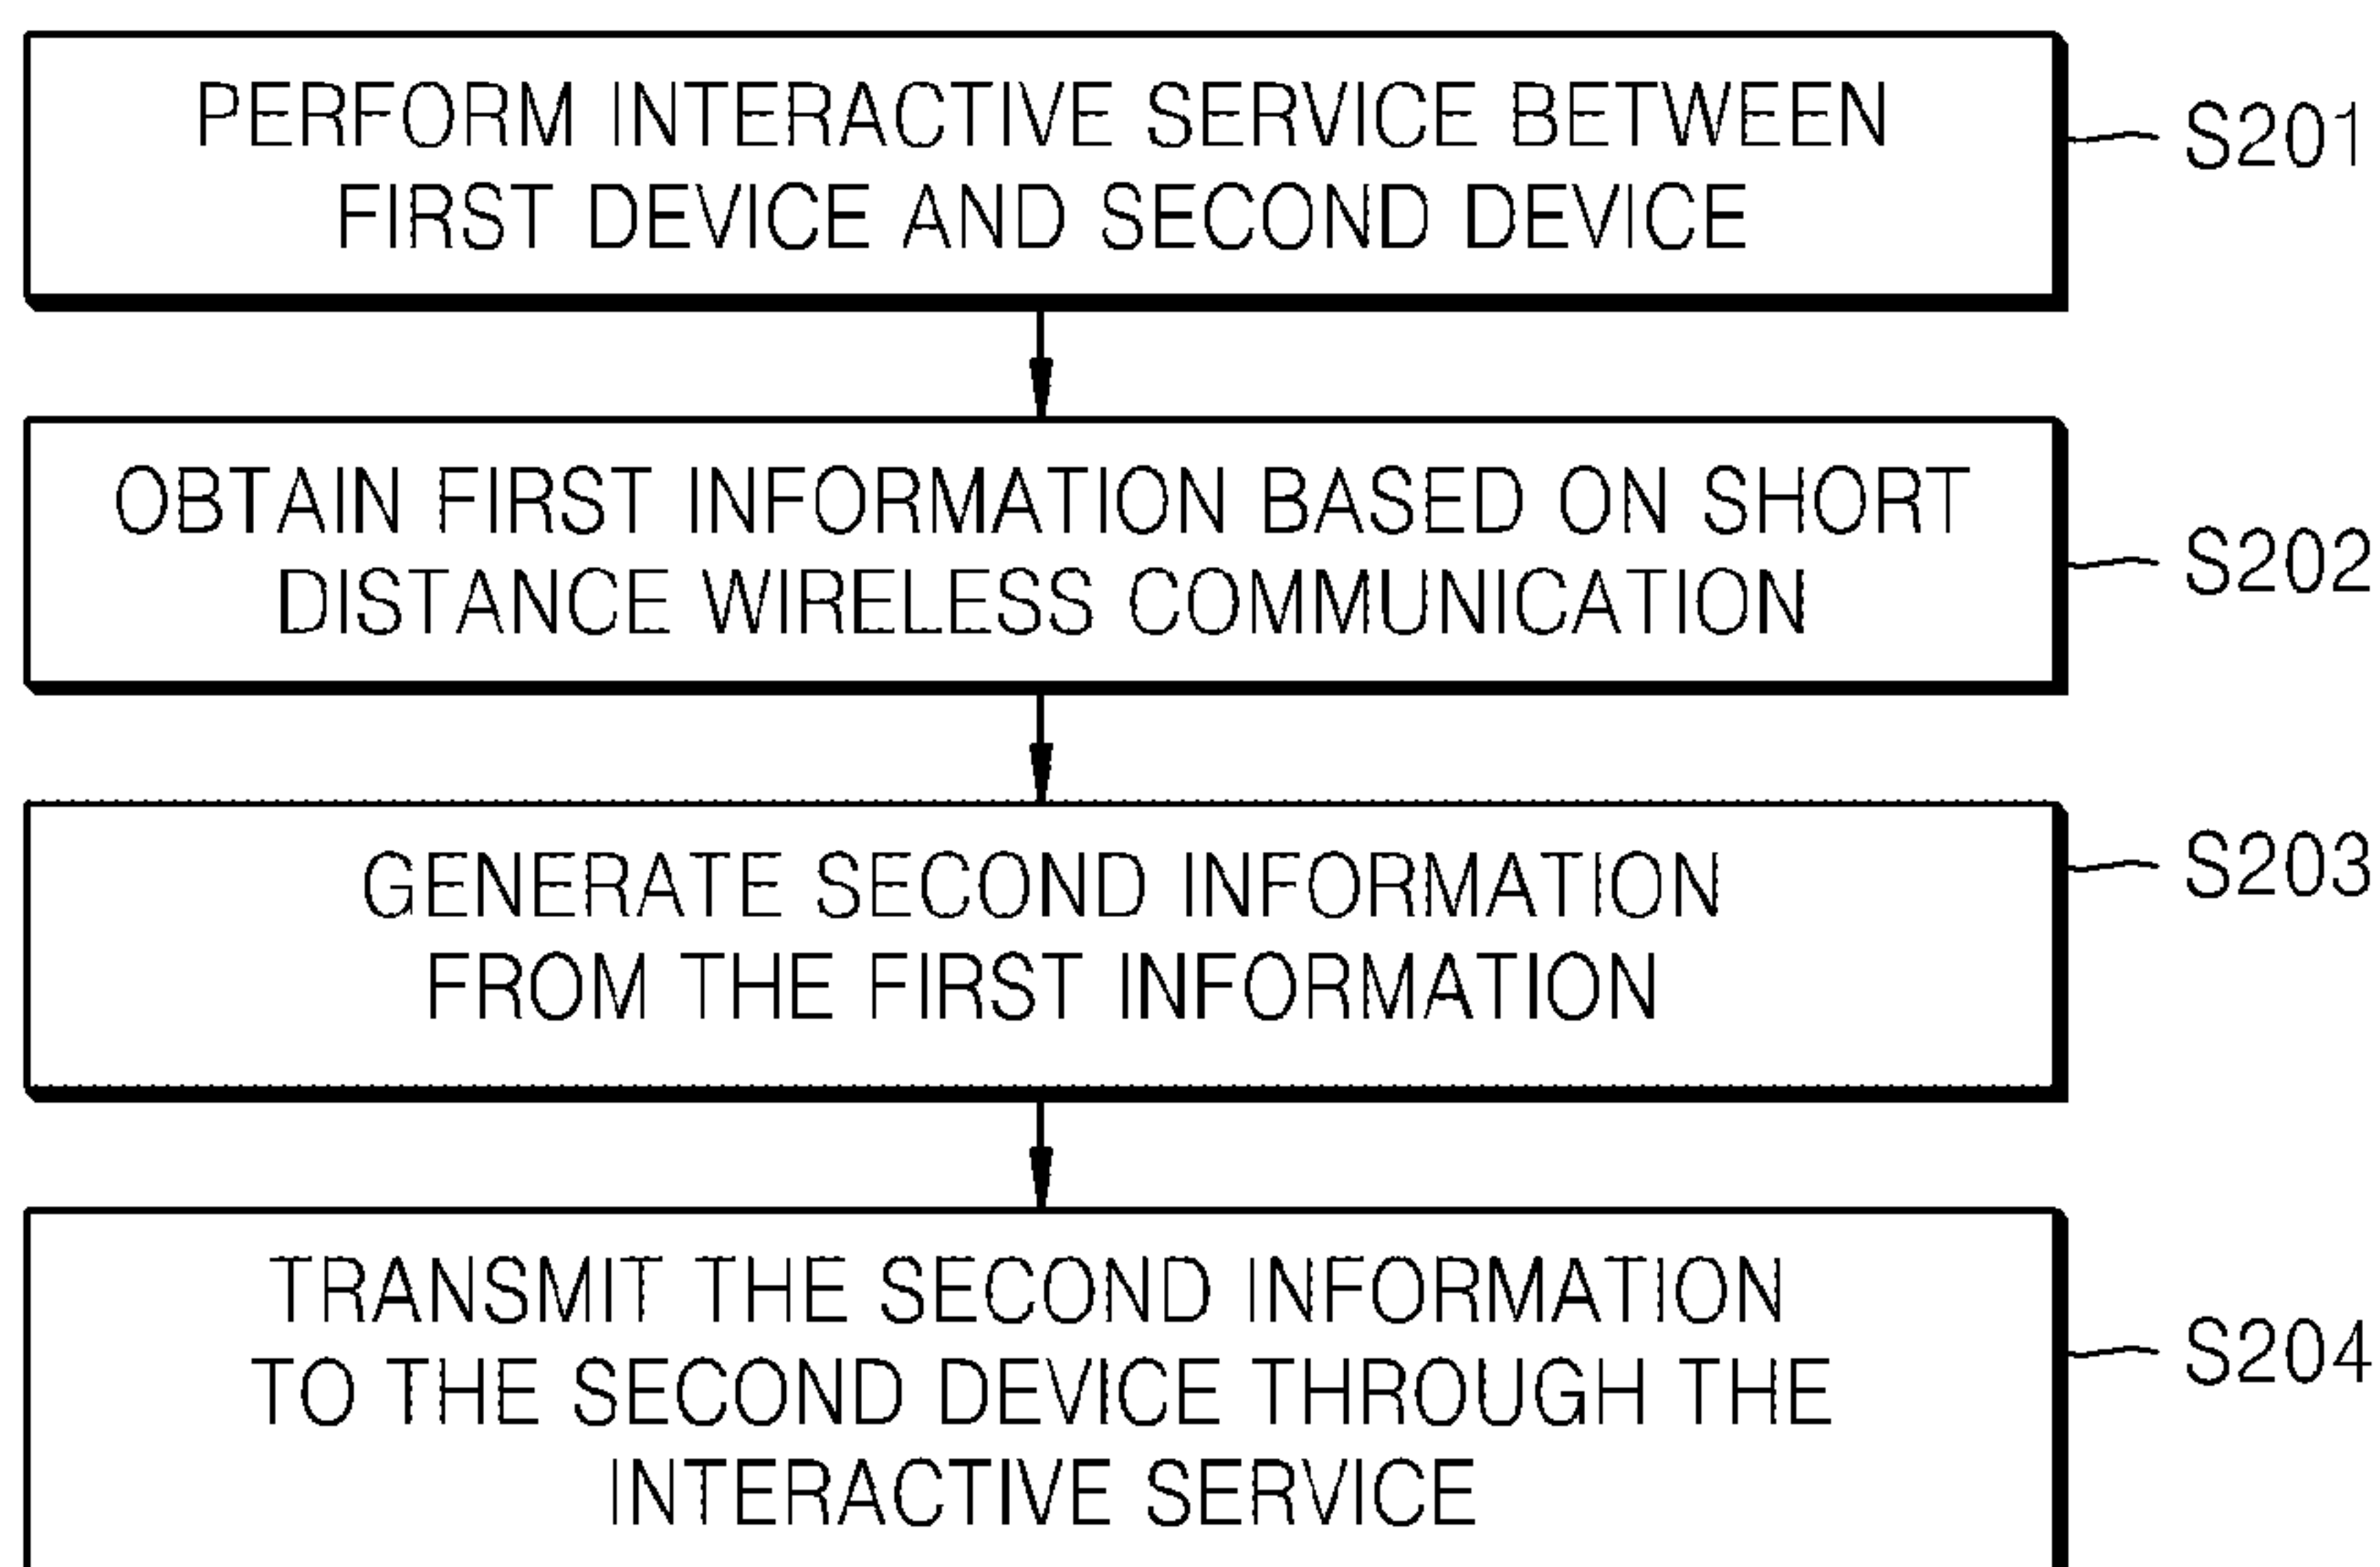 PERFORM INTERACTIVE SERVICE BETWEEN
FIRST DEVICE AND SECOND DEVICE
S201
OBTAIN FIRST INFORMATION BASED ON SHORT
DISTANCE WIRELESS COMMUNICATION
S202
GENERATE SECOND INFORMATION
FROM THE FIRST INFORMATION
S203
TRANSMIT THE SECOND INFORMATION
TO THE SECOND DEVICE THROUGH THE
INTERACTIVE SERVICE
S204